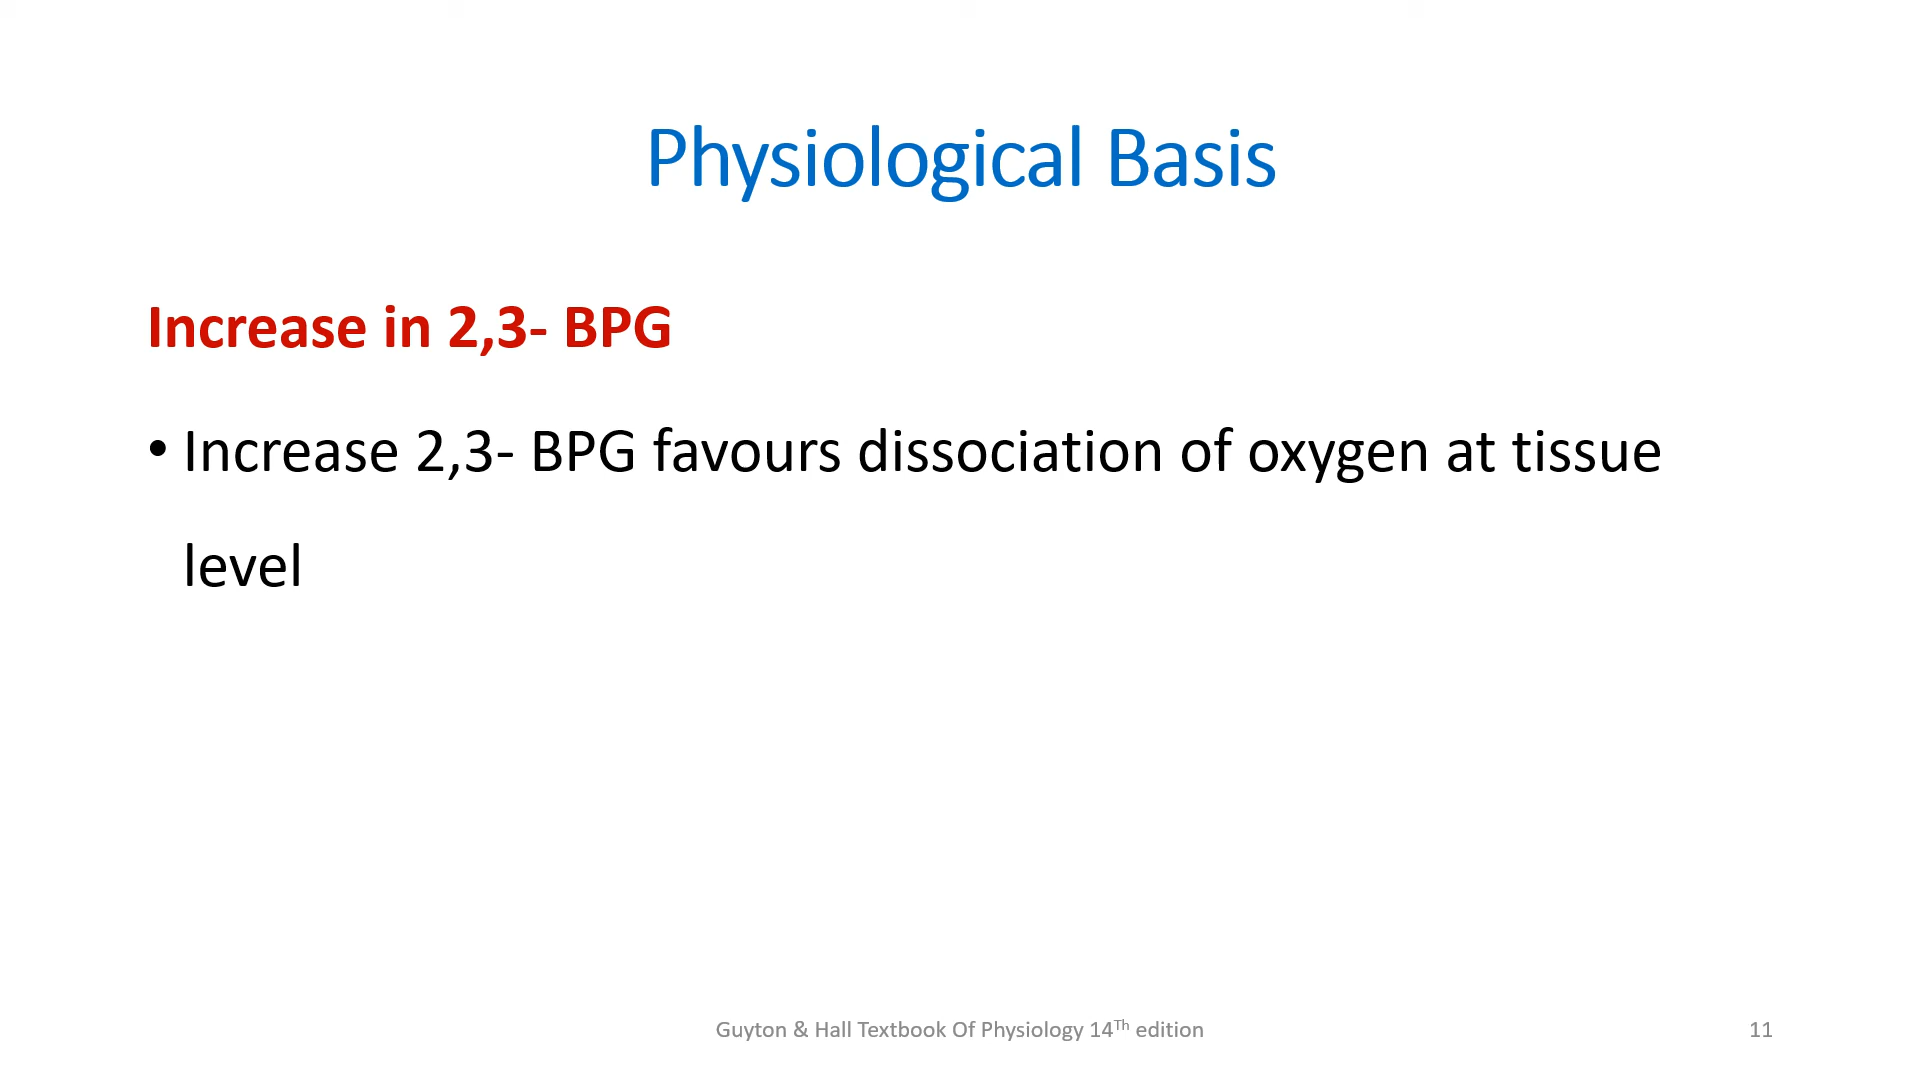 Physiological Basis
Increase in 2,3- BPG
• Increase 2,3- BPG favours dissociation of oxygen at tissue
level
Guyton & Hall Textbook Of Physiology 14Th edition
11